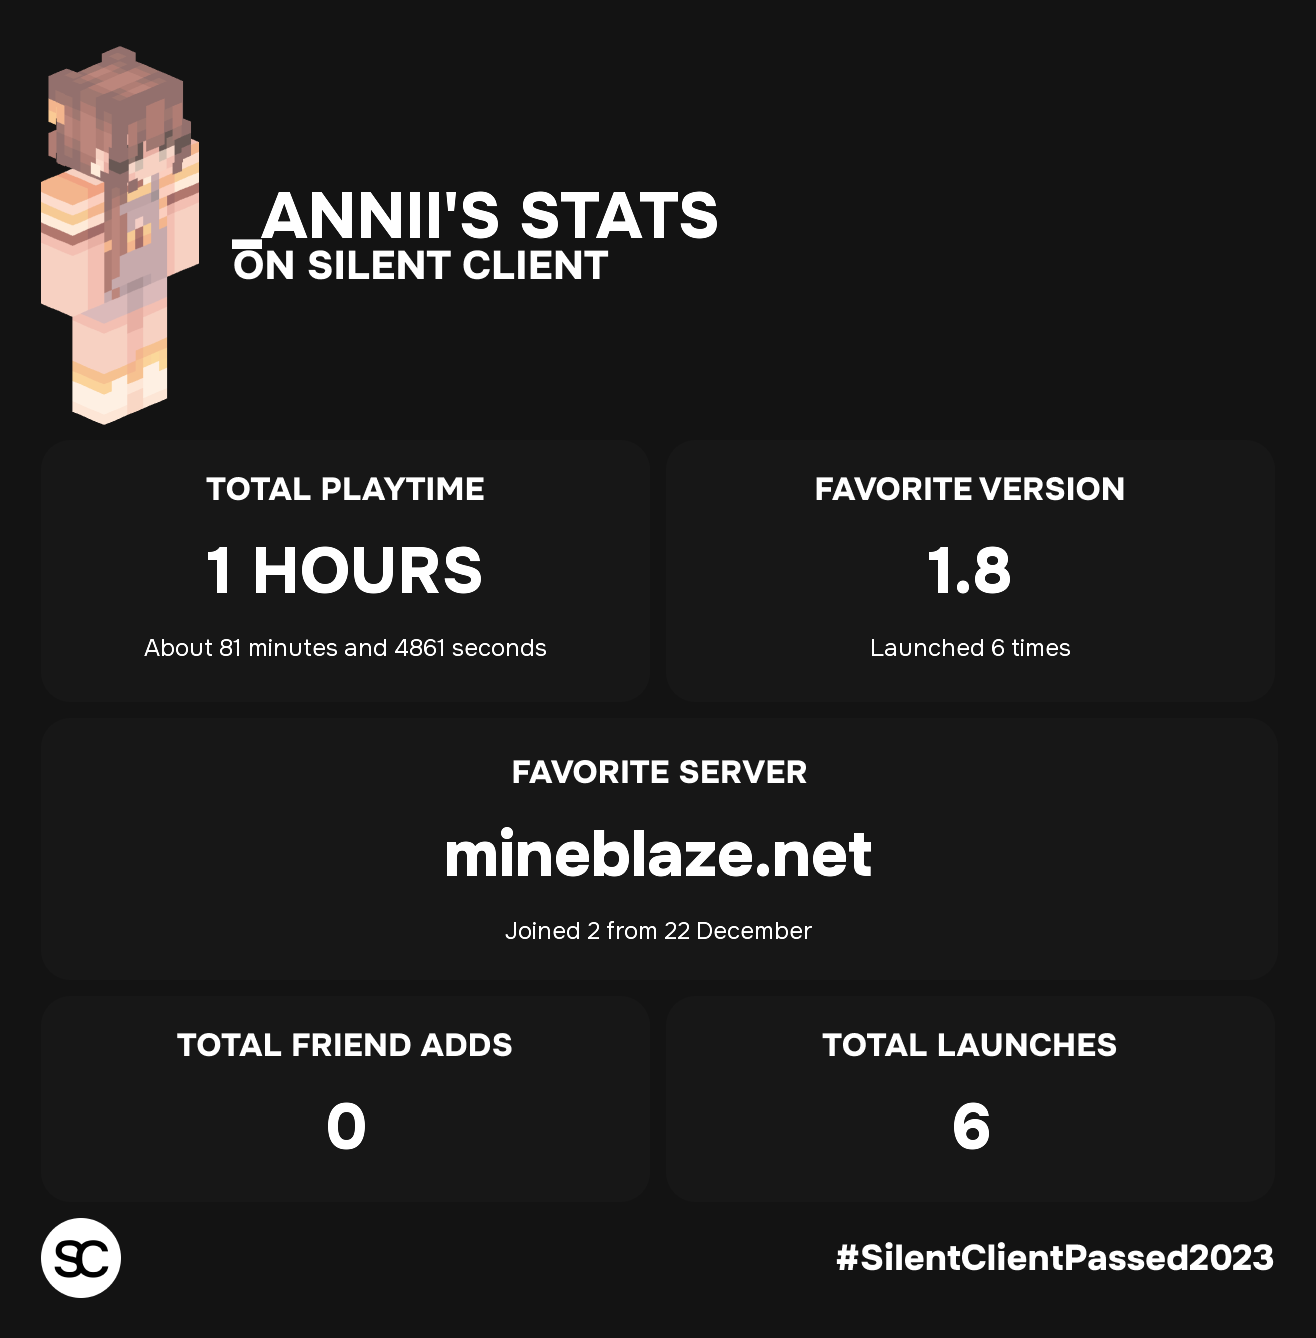 _ANNII'S STATS
ON SILENT CLIENT
TOTAL PLAYTIME
1 HOURS
About 81 minutes and 4861 seconds
FAVORITE VERSION
1.8
Launched 6 times
FAVORITE SERVER
mineblaze.net
Joined 2 from 22 December
TOTAL FRIEND ADDS
0
TOTAL LAUNCHES
6
SC
#SilentClientPassed2023